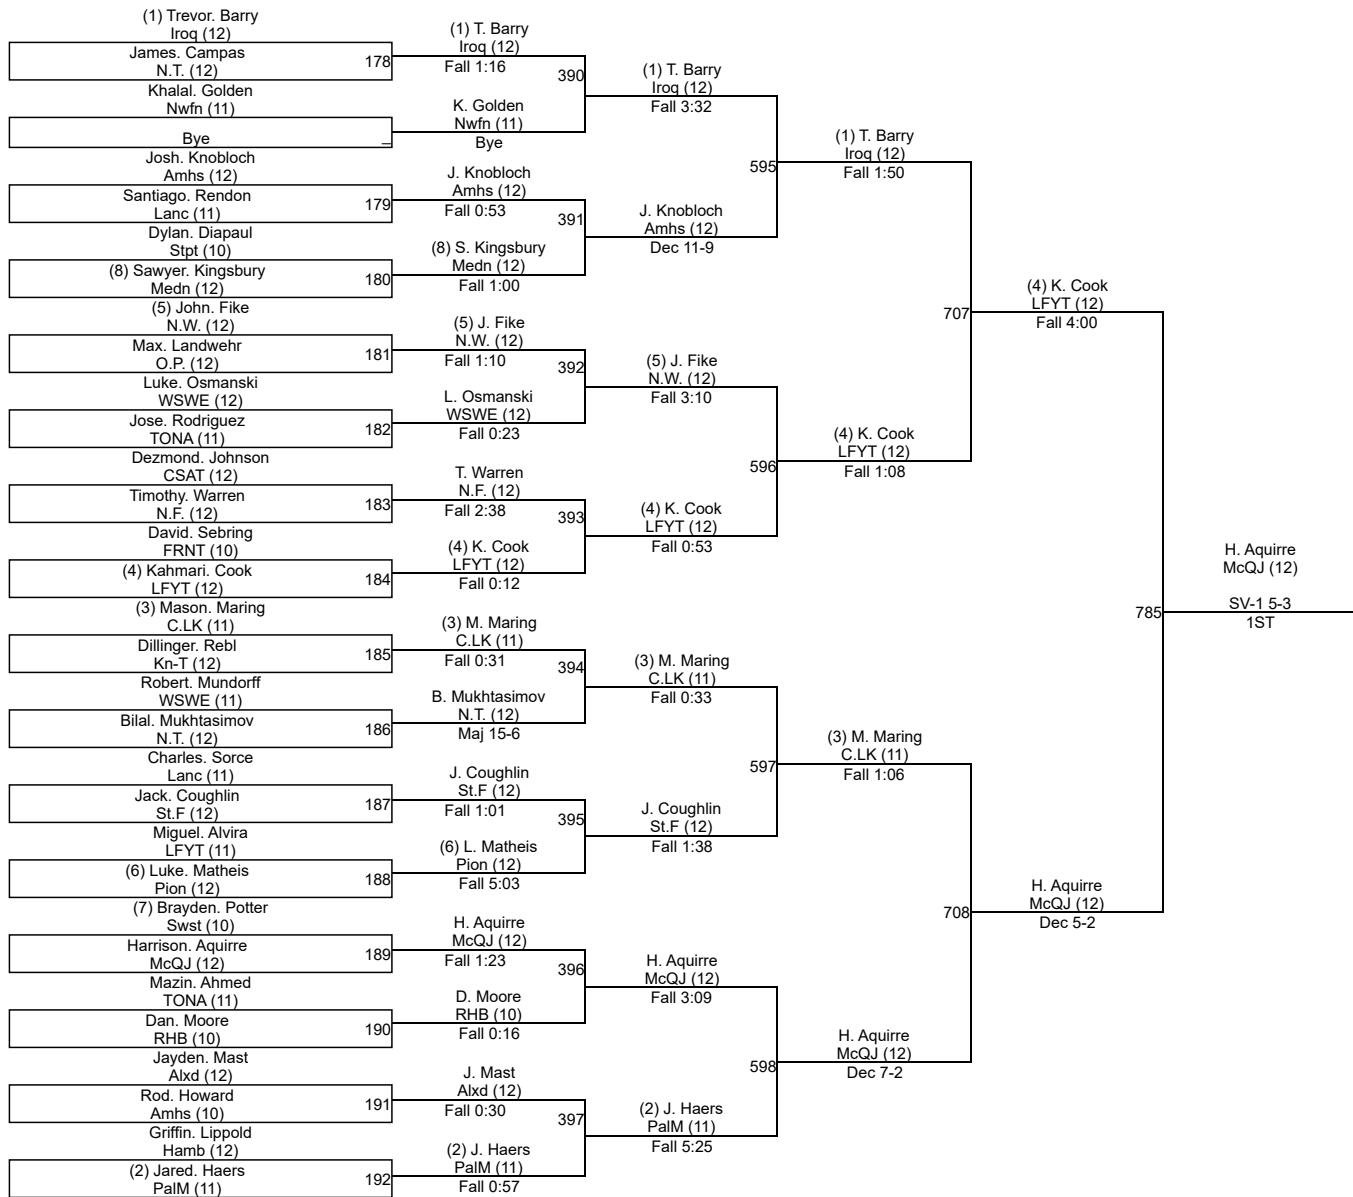 (1) Trevor. Barry
Iroq (12)
James. Campas
N.T. (12)
178
Khalal. Golden
Nwfn (11)
Bye
_
Josh. Knobloch
Amhs (12)
Santiago. Rendon
Lanc (11)
179
Dylan. Diapaul
Stpt (10)
(8) Sawyer. Kingsbury
Medn (12)
180
(5) John. Fike
N.W. (12)
Max. Landwehr
O.P. (12)
181
Luke. Osmanski
WSWE (12)
Jose. Rodriguez
TONA (11)
182
Dezmond. Johnson
CSAT (12)
Timothy. Warren
N.F. (12)
183
David. Sebring
FRNT (10)
(4) Kahmari. Cook
LFYT (12)
184
(3) Mason. Maring
C.LK (11)
Dillinger. Rebl
Kn-T (12)
185
Robert. Mundorff
WSWE (11)
Bilal. Mukhtasimov
N.T. (12)
186
Charles. Sorce
Lanc (11)
Jack. Coughlin
St.F (12)
187
Miguel. Alvira
LFYT (11)
(6) Luke. Matheis
Pion (12)
188
(7) Brayden. Potter
Swst (10)
Harrison. Aquirre
McQJ (12)
189
Mazin. Ahmed
TONA (11)
Dan. Moore
RHB (10)
190
Jayden. Mast
Alxd (12)
Rod. Howard
Amhs (10)
191
Griffin. Lippold
Hamb (12)
(2) Jared. Haers
PalM (11)
192
(1) T. Barry
Iroq (12)
Fall 1:16
390
K. Golden
Nwfn (11)
Bye
J. Knobloch
Amhs (12)
Fall 0:53
391
(8) S. Kingsbury
Medn (12)
Fall 1:00
(5) J. Fike
N.W. (12)
Fall 1:10
392
L. Osmanski
WSWE (12)
Fall 0:23
T. Warren
N.F. (12)
Fall 2:38
393
(4) K. Cook
LFYT (12)
Fall 0:12
(3) M. Maring
C.LK (11)
Fall 0:31
394
B. Mukhtasimov
N.T. (12)
Maj 15-6
J. Coughlin
St.F (12)
Fall 1:01
395
(6) L. Matheis
Pion (12)
Fall 5:03
H. Aquirre
McQJ (12)
Fall 1:23
396
D. Moore
RHB (10)
Fall 0:16
J. Mast
Alxd (12)
Fall 0:30
397
(2) J. Haers
PalM (11)
Fall 0:57
(1) T. Barry
Iroq (12)
Fall 3:32
595
J. Knobloch
Amhs (12)
Dec 11-9
(5) J. Fike
N.W. (12)
Fall 3:10
596
(4) K. Cook
LFYT (12)
Fall 0:53
(3) M. Maring
C.LK (11)
Fall 0:33
597
J. Coughlin
St.F (12)
Fall 1:38
H. Aquirre
McQJ (12)
Fall 3:09
598
(2) J. Haers
PalM (11)
Fall 5:25
(1) T. Barry
Iroq (12)
Fall 1:50
707
(4) K. Cook
LFYT (12)
Fall 1:08
(3) M. Maring
C.LK (11)
Fall 1:06
708
H. Aquirre
McQJ (12)
Dec 7-2
(4) K. Cook
LFYT (12)
Fall 4:00
785
H. Aquirre
McQJ (12)
Dec 5-2
H. Aquirre
McQJ (12)
SV-1 5-3
1ST